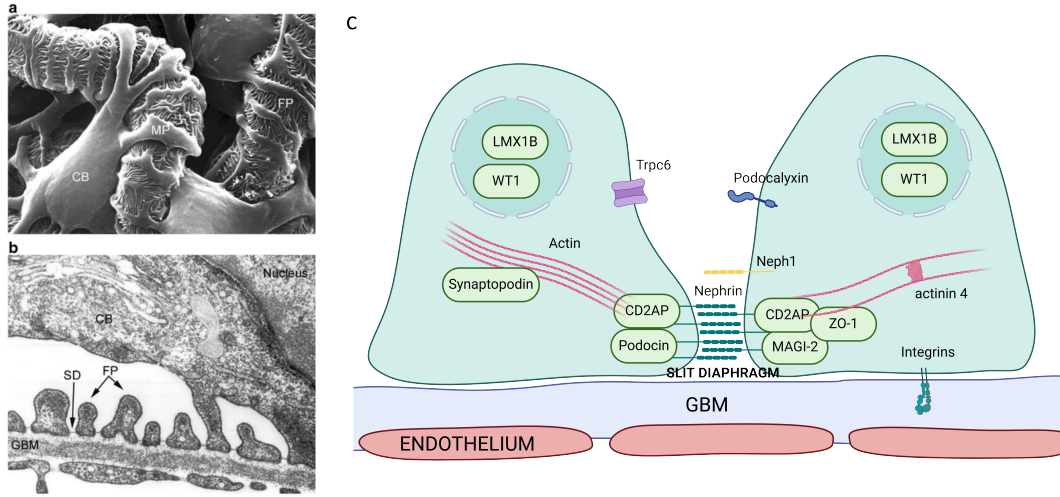 a
CB
MP
FP
b
Nucleus
CB
SD
FP
GBM
C
LMX1B
WT1
Trpc6
Actin
Synaptopodin
CD2AP
Podocin
Podocalyxin
LMX1B
WT1
Neph1
Nephrin
CD2AP
ZO-1
MAGI-2
actinin 4
Integrins
SLIT DIAPHRAGM
GBM
ENDOTHELIUM